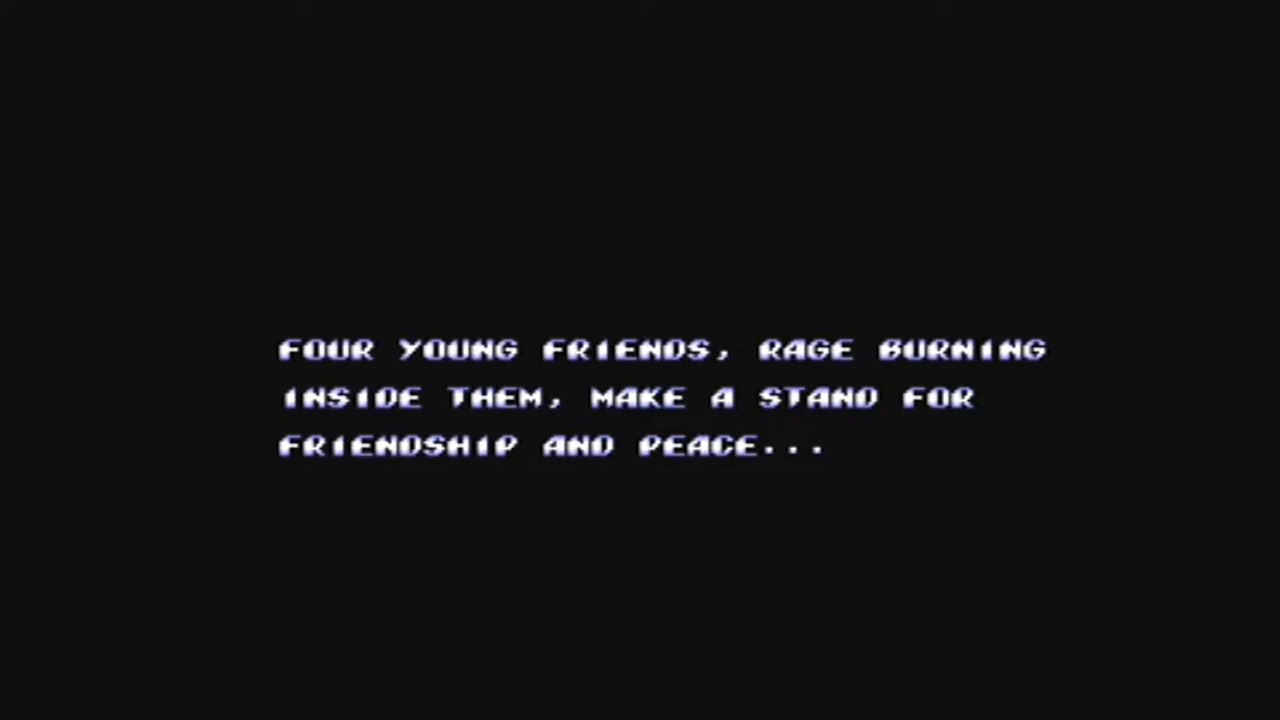 FOUR YOUNG FRIENDS, RAGE BURNING
INSIDE THEM, MAKE A STAND FOR
FRIENDSHIP AND PEACE...